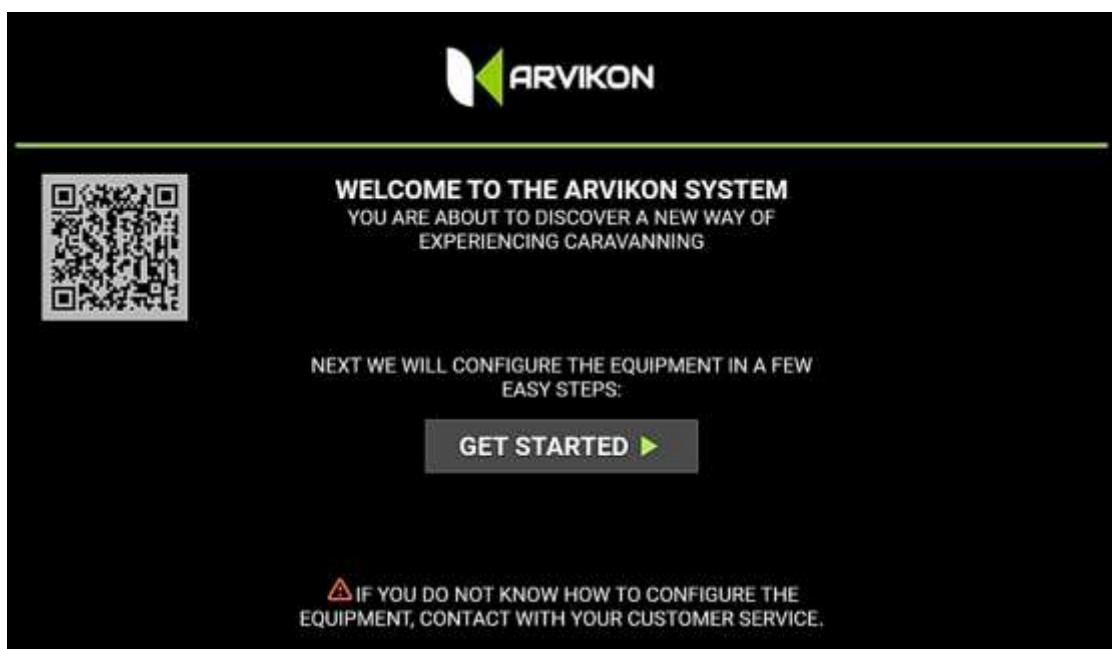 ARVIKON
WELCOME TO THE ARVIKON SYSTEM
YOU ARE ABOUT TO DISCOVER A NEW WAY OF
EXPERIENCING CARAVANNING
NEXT WE WILL CONFIGURE THE EQUIPMENT IN A FEW
EASY STEPS:
GET STARTED
IF YOU DO NOT KNOW HOW TO CONFIGURE THE
EQUIPMENT, CONTACT WITH YOUR CUSTOMER SERVICE.